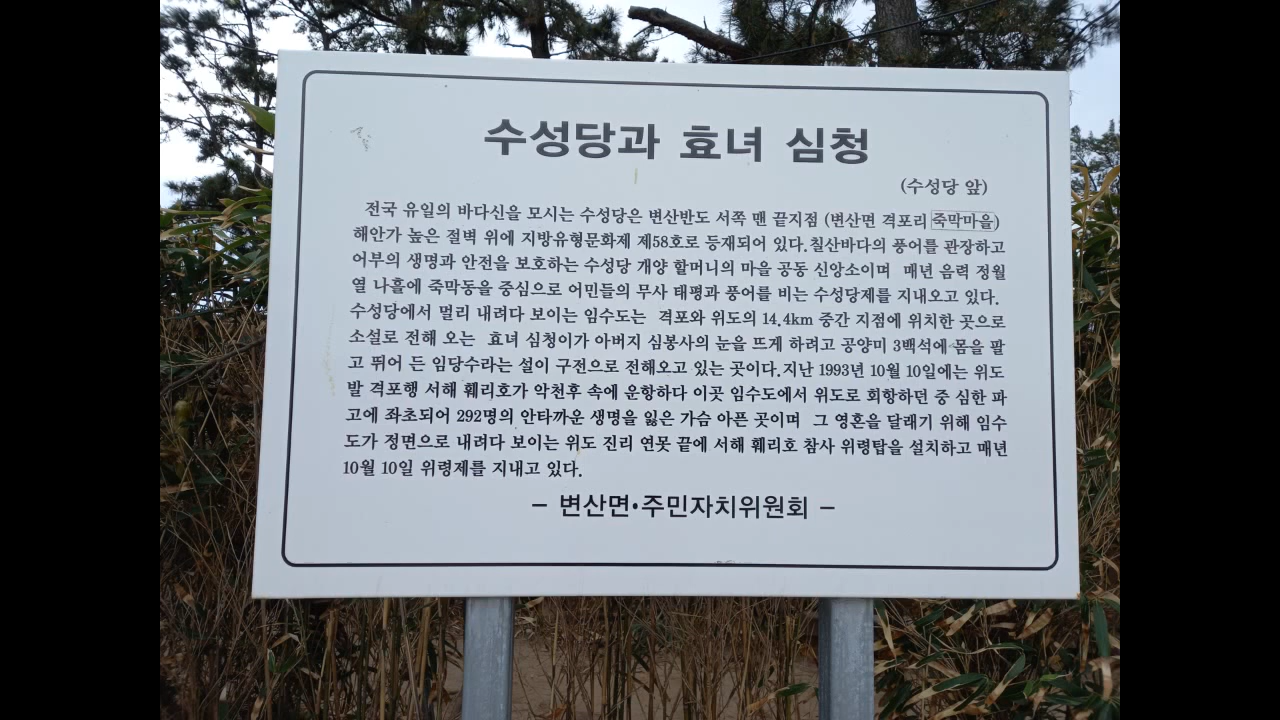 수성당과 효녀 심청
(수성당 앞)
전국 유일의 바다신을 모시는 수성당은 변산반도 서쪽 맨 끝지점 (변산면 격포리 죽막마을)
해안가 높은 절벽 위에 지방유형문화제 제58호로 등재되어 있다. 칠산바다의 풍어를 관장하고
어부의 생명과 안전을 보호하는 수성당 개양 할머니의 마을 공동 신앙소이며 매년 음력 정월
열 나흘에 죽막동을 중심으로 어민들의 무사 태평과 풍어를 비는 수성당제를 지내오고 있다.
수성당에서 멀리 내려다 보이는 임수도는 격포와 위도의 14.4km 중간 지점에 위치한 곳으로
소설로 전해 오는 효녀 심청이가 아버지 심봉사의 눈을 뜨게 하려고 공양미 3백석에 몸을 팔
고 뛰어 든 임당수라는 설이 구전으로 전해오고 있는 곳이다. 지난 1993년 10월 10일에는 위도
발 격포행 서해 훼리호가 악천후 속에 운항하다 이곳 임수도에서 위도로 회항하던 중 심한 파
고에 좌초되어 292명의 안타까운 생명을 잃은 가슴 아픈 곳이며 그 영혼을 달래기 위해 임수
도가 정면으로 내려다 보이는 위도 진리 연못 끝에 서해 훼리호 참사 위령탑을 설치하고 매년
10월 10일 위령제를 지내고 있다.
– 변산면·주민자치위원회 –